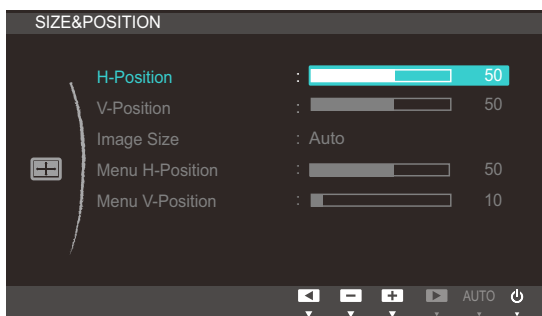 SIZE&POSITION
H-Position : 50
V-Position : 50
Image Size : Auto
Menu H-Position : 50
Menu V-Position : 10
AUTO